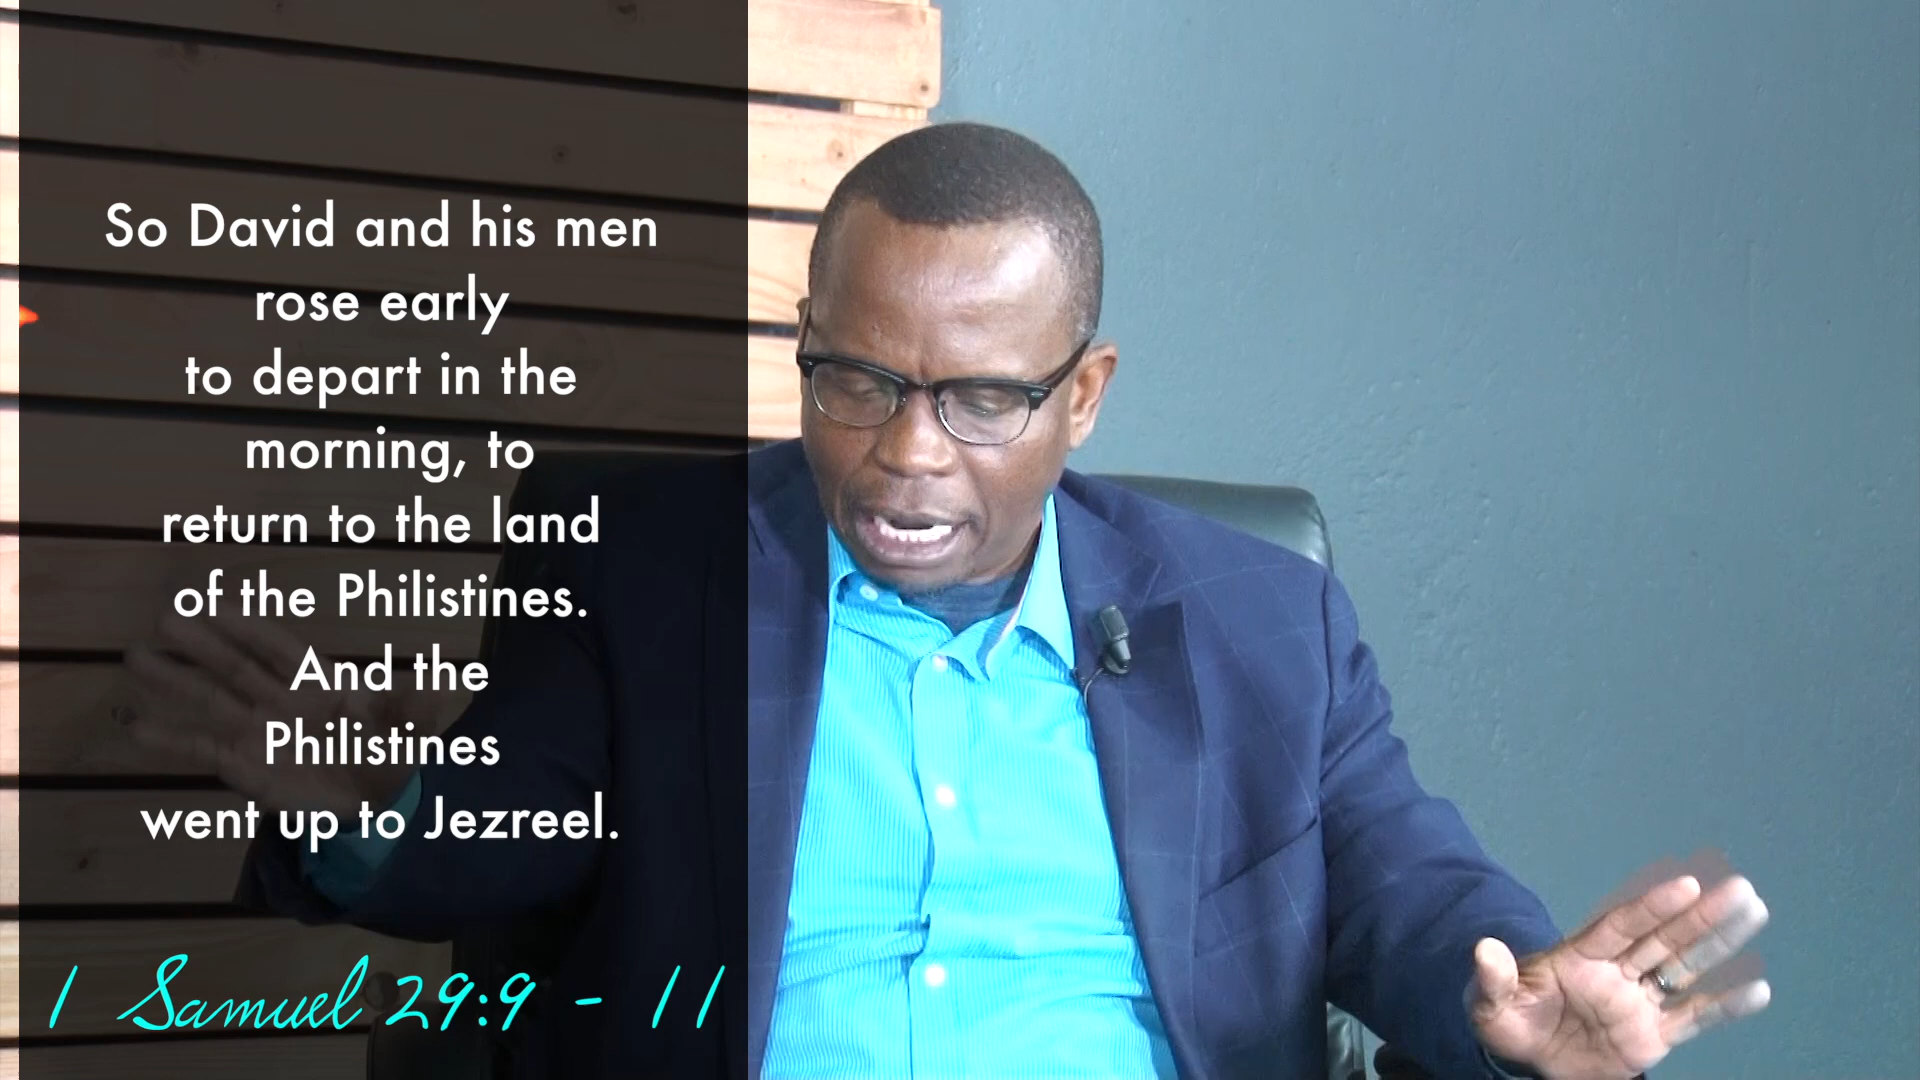 So David and his men
rose early
to depart in the
morning, to
return to the land
of the Philistines.
And the
Philistines
went up to Jezreel.
1 Samuel 29:9 - 11